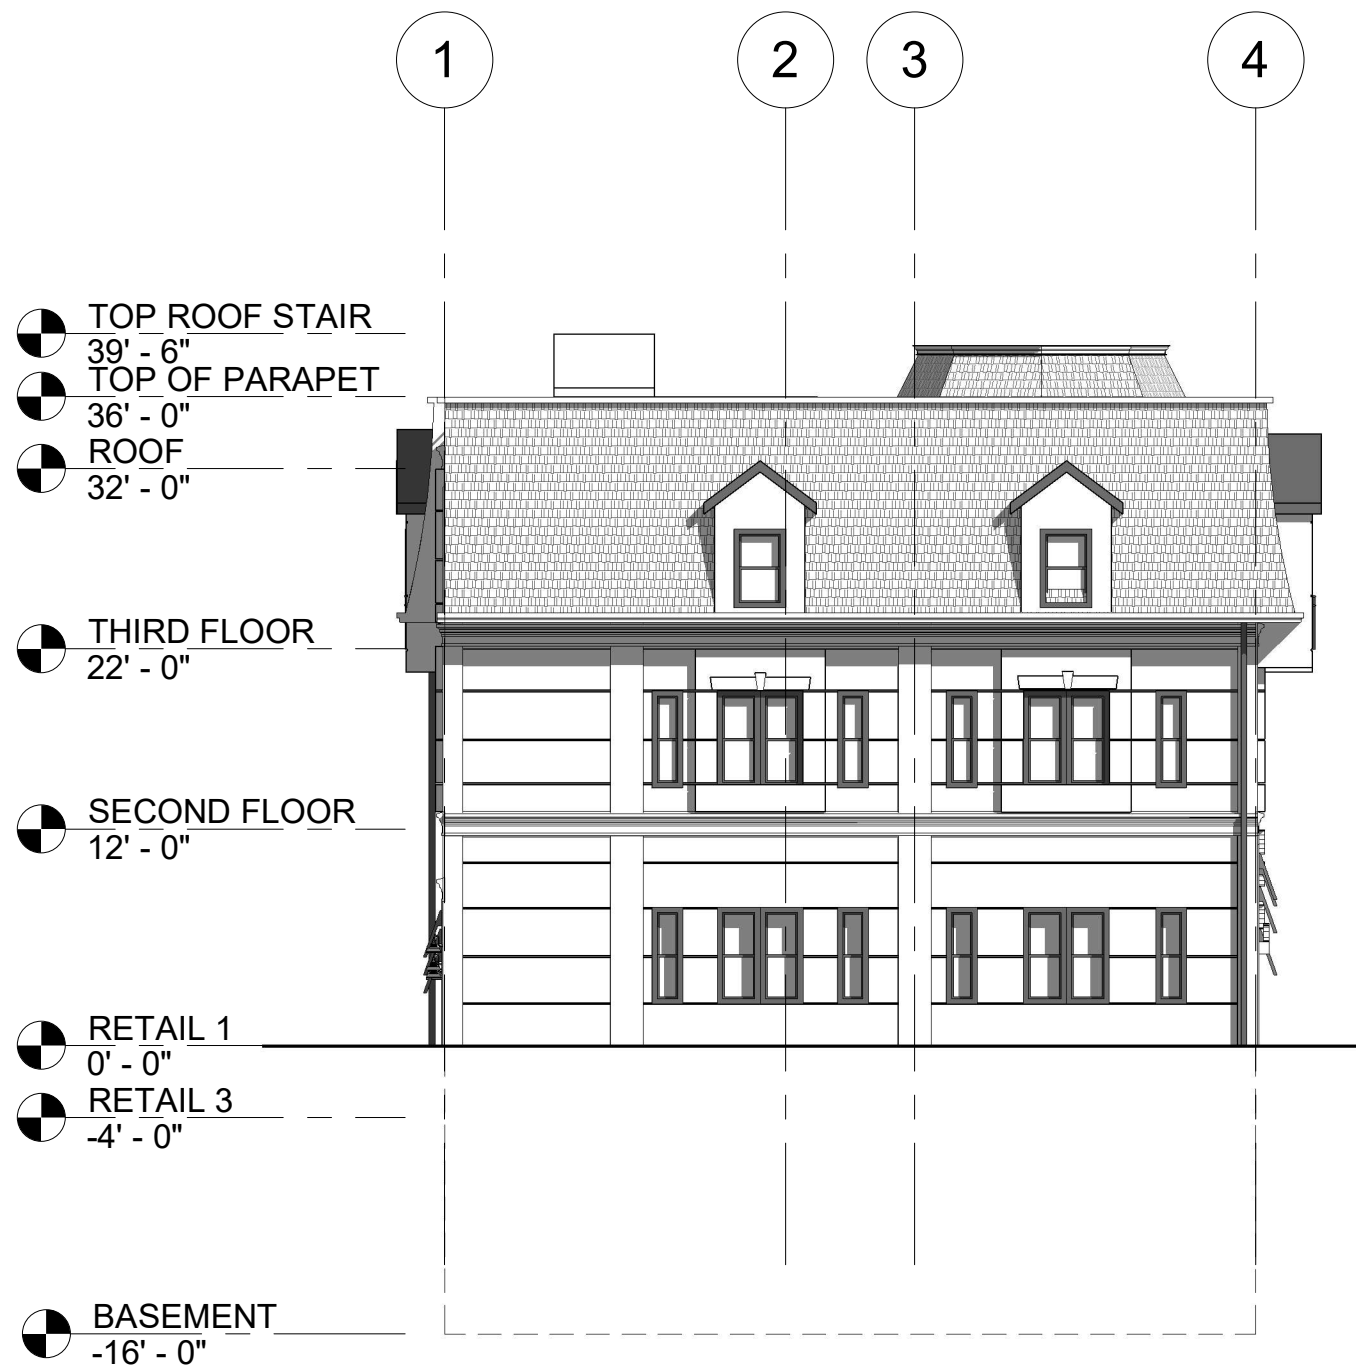 1 2 3 4
TOP ROOF STAIR
39' - 6"
TOP OF PARAPET
36' - 0"
ROOF
32' - 0"
THIRD FLOOR
22' - 0"
SECOND FLOOR
12' - 0"
RETAIL 1
0' - 0"
RETAIL 3
-4' - 0"
BASEMENT
-16' - 0"